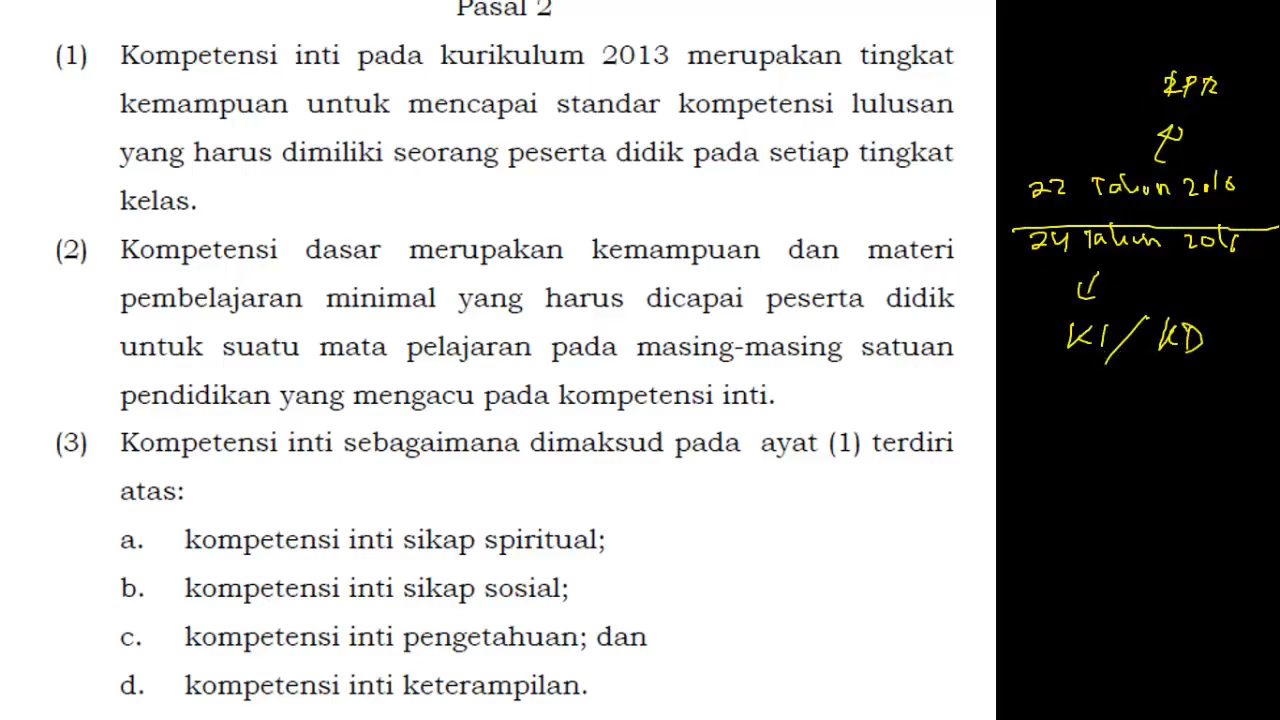 Pasal 2
(1) Kompetensi inti pada kurikulum 2013 merupakan tingkat
kemampuan untuk mencapai standar kompetensi lulusan
yang harus dimiliki seorang peserta didik pada setiap tingkat
kelas.
(2) Kompetensi dasar merupakan kemampuan dan materi
pembelajaran minimal yang harus dicapai peserta didik
untuk suatu mata pelajaran pada masing-masing satuan
pendidikan yang mengacu pada kompetensi inti.
(3) Kompetensi inti sebagaimana dimaksud pada ayat (1) terdiri
atas:
a. kompetensi inti sikap spiritual;
b. kompetensi inti sikap sosial;
c. kompetensi inti pengetahuan; dan
d. kompetensi inti keterampilan.
22 Tahun 2016
24 Tahun 2016
KI / KD